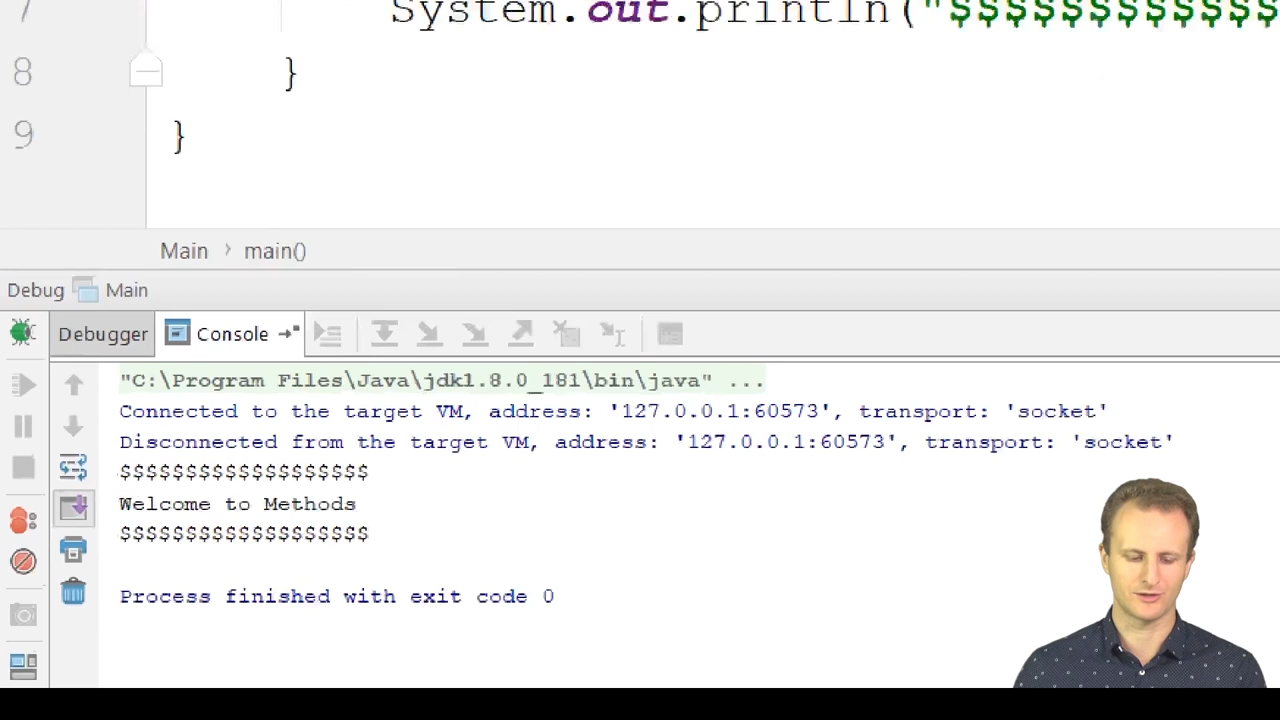 7 System.out.println("$$$$$$$$$$$$
8 }
9 }
Main › main()
Debug Main
Debugger Console
"C:\Program Files\Java\jdk1.8.0_181\bin\java" ...
Connected to the target VM, address: '127.0.0.1:60573', transport: 'socket'
Disconnected from the target VM, address: '127.0.0.1:60573', transport: 'socket'
$$$$$$$$$$$$$$$$$$$
Welcome to Methods
$$$$$$$$$$$$$$$$$$$
Process finished with exit code 0